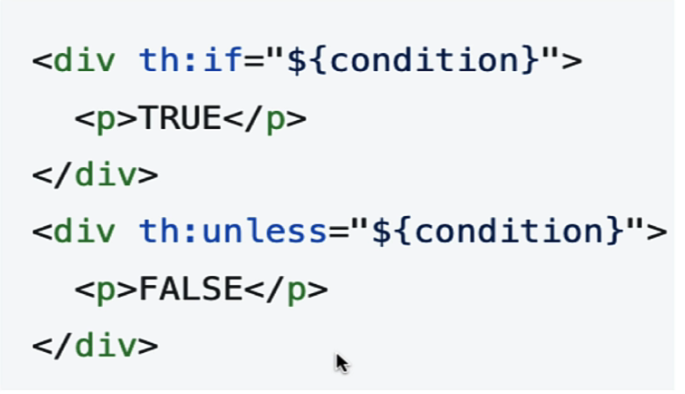 <div th:if="${condition}">
<p>TRUE</p>
</div>
<div th:unless="${condition}">
<p>FALSE</p>
</div>